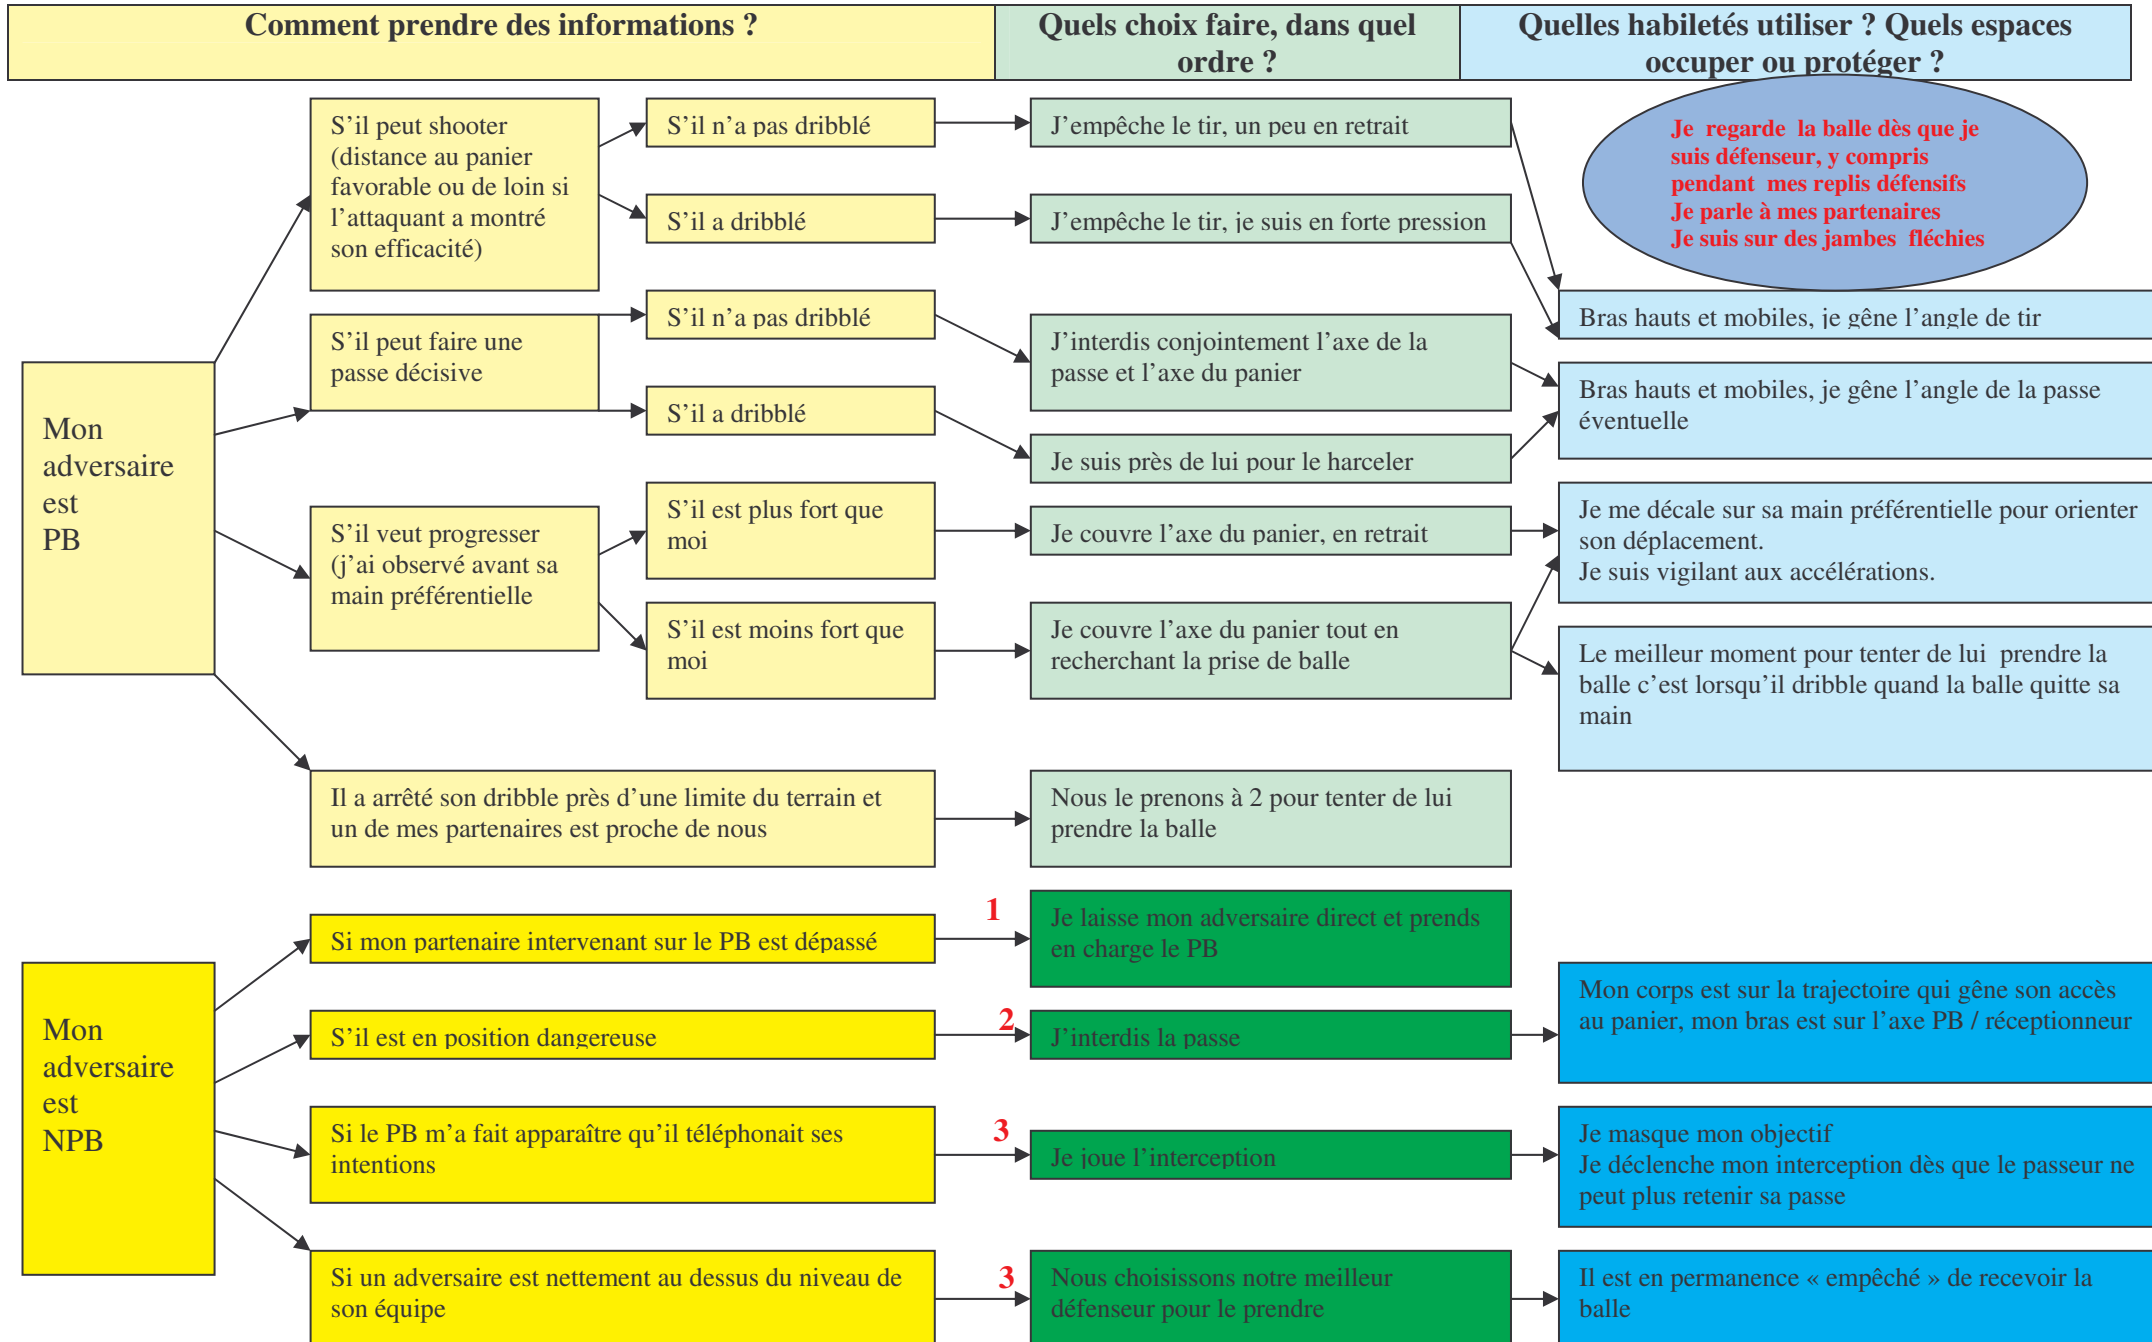 Comment prendre des informations ?
Quels choix faire, dans quel
ordre ?
Quelles habiletés utiliser ? Quels espaces
occuper ou protéger ?
Je regarde la balle dès que je
suis défenseur, y compris
pendant mes replis défensifs
Je parle à mes partenaires
Je suis sur des jambes fléchies
Mon
adversaire
est
PB
S'il peut shooter
(distance au panier
favorable ou de loin si
l'attaquant a montré
son efficacité)
S'il n'a pas dribblé
J'empêche le tir, un peu en retrait
S'il a dribblé
J'empêche le tir, je suis en forte pression
Bras hauts et mobiles, je gêne l'angle de tir
S'il peut faire une
passe décisive
S'il n'a pas dribblé
J'interdis conjointement l'axe de la
passe et l'axe du panier
S'il a dribblé
Je suis près de lui pour le harceler
Bras hauts et mobiles, je gêne l'angle de la passe
éventuelle
S'il veut progresser
(j'ai observé avant sa
main préférentielle
S'il est plus fort que
moi
Je couvre l'axe du panier, en retrait
Je me décale sur sa main préférentielle pour orienter
son déplacement.
Je suis vigilant aux accélérations.
S'il est moins fort que
moi
Je couvre l'axe du panier tout en
recherchant la prise de balle
Le meilleur moment pour tenter de lui prendre la
balle c'est lorsqu'il dribble quand la balle quitte sa
main
Il a arrêté son dribble près d'une limite du terrain et
un de mes partenaires est proche de nous
Nous le prenons à 2 pour tenter de lui
prendre la balle
Mon
adversaire
est
NPB
Si mon partenaire intervenant sur le PB est dépassé
1
Je laisse mon adversaire direct et prends
en charge le PB
S'il est en position dangereuse
2
J'interdis la passe
Mon corps est sur la trajectoire qui gêne son accès
au panier, mon bras est sur l'axe PB / réceptionneur
Si le PB m'a fait apparaître qu'il téléphonait ses
intentions
3
Je joue l'interception
Je masque mon objectif
Je déclenche mon interception dès que le passeur ne
peut plus retenir sa passe
Si un adversaire est nettement au dessus du niveau de
son équipe
3
Nous choisissons notre meilleur
défenseur pour le prendre
Il est en permanence « empêché » de recevoir la
balle